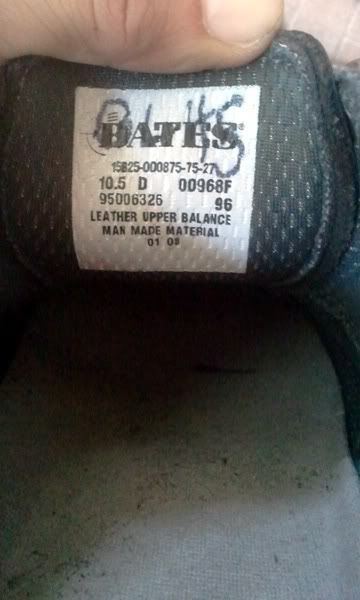 BATES
15B25-000875-75-27
10.5 D 00968F
95006326 96
LEATHER UPPER BALANCE
MAN MADE MATERIAL
01 08